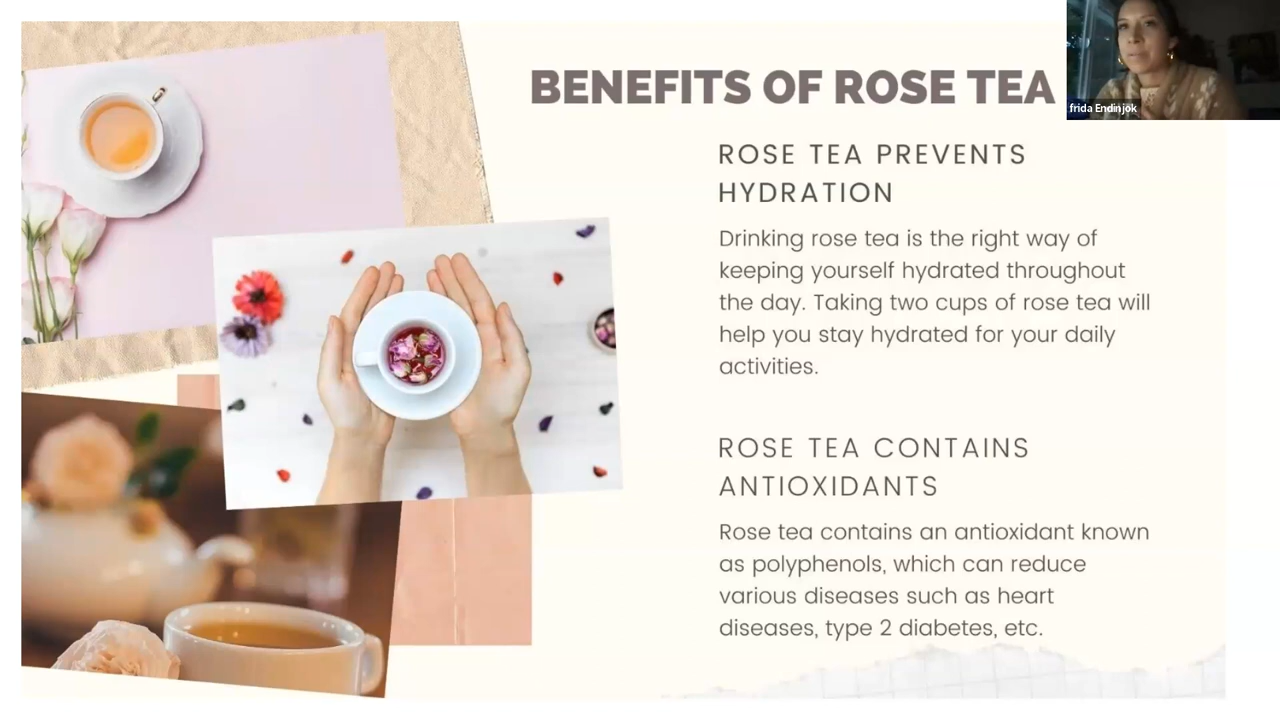 BENEFITS OF ROSE TEA
frida Endinjok
ROSE TEA PREVENTS
HYDRATION
Drinking rose tea is the right way of
keeping yourself hydrated throughout
the day. Taking two cups of rose tea will
help you stay hydrated for your daily
activities.
ROSE TEA CONTAINS
ANTIOXIDANTS
Rose tea contains an antioxidant known
as polyphenols, which can reduce
various diseases such as heart
diseases, type 2 diabetes, etc.